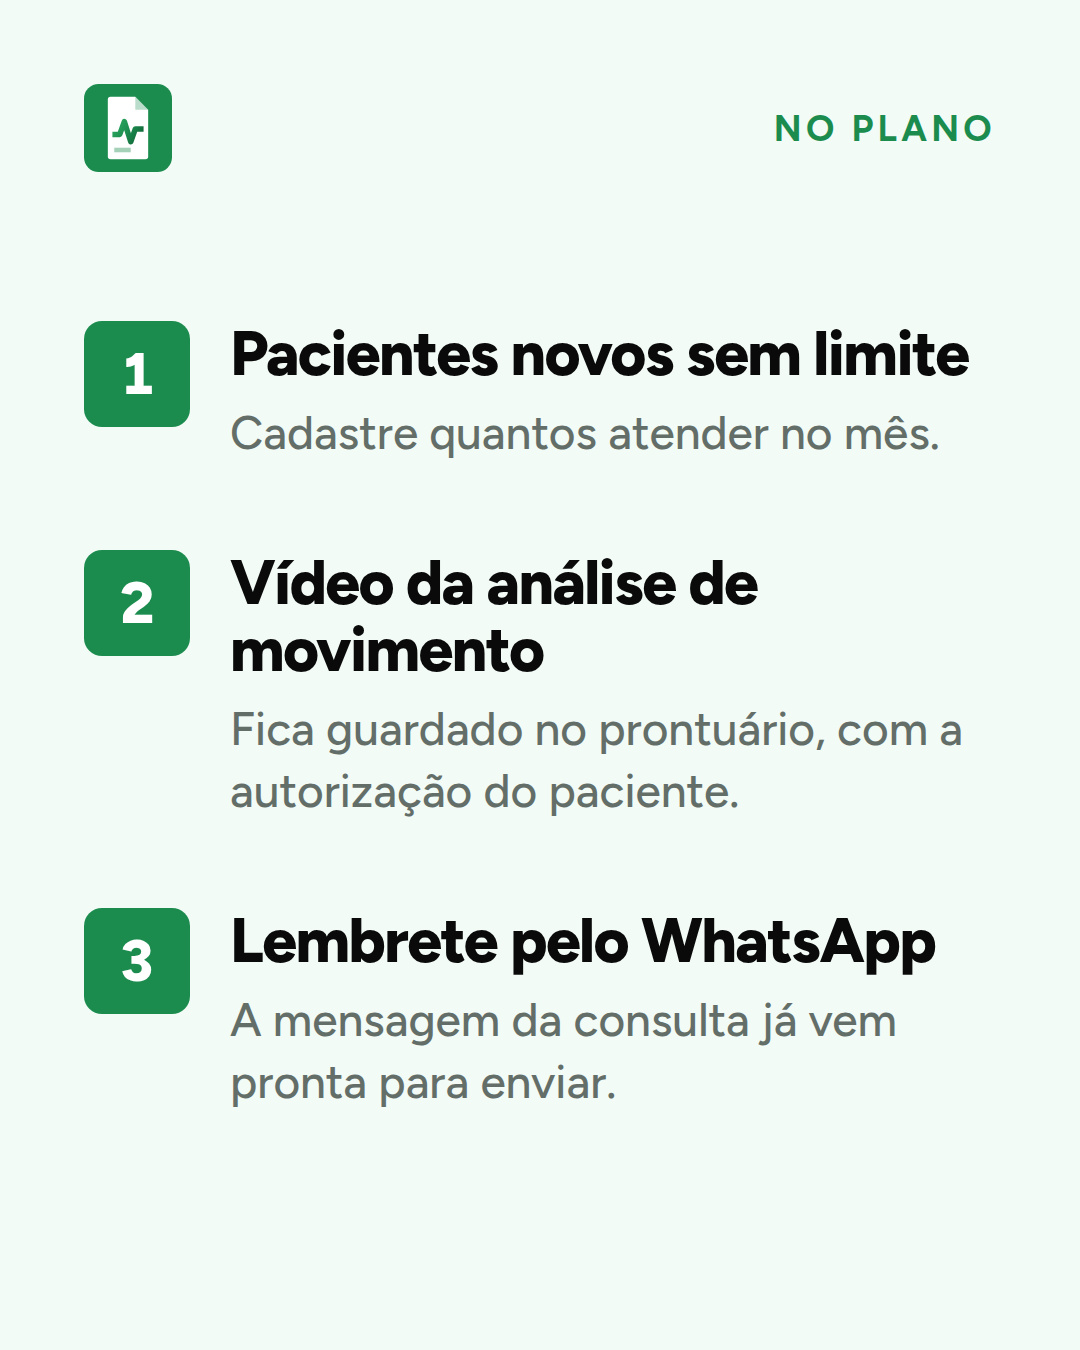 NO PLANO
1
Pacientes novos sem limite
Cadastre quantos atender no mês.
2
Vídeo da análise de
movimento
Fica guardado no prontuário, com a
autorização do paciente.
3
Lembrete pelo WhatsApp
A mensagem da consulta já vem
pronta para enviar.